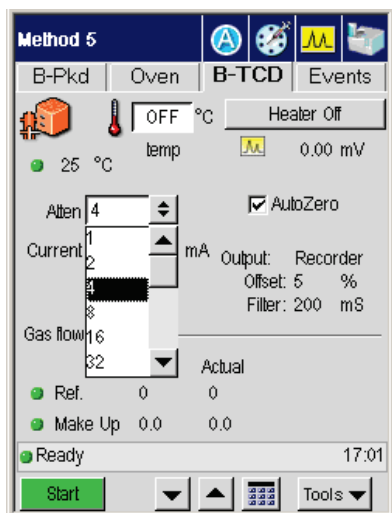 Method 5
B-Pkd Oven B-TCD Events
OFF °C Heater Off
temp 0.00 mV
25 °C
Atten 4 AutoZero
1
Current 2 mA Output: Recorder
4 Offset: 5 %
8 Filter: 200 mS
Gas flow 16
32 Actual
Ref. 0 0
Make Up 0.0 0.0
Ready 17:01
Start Tools